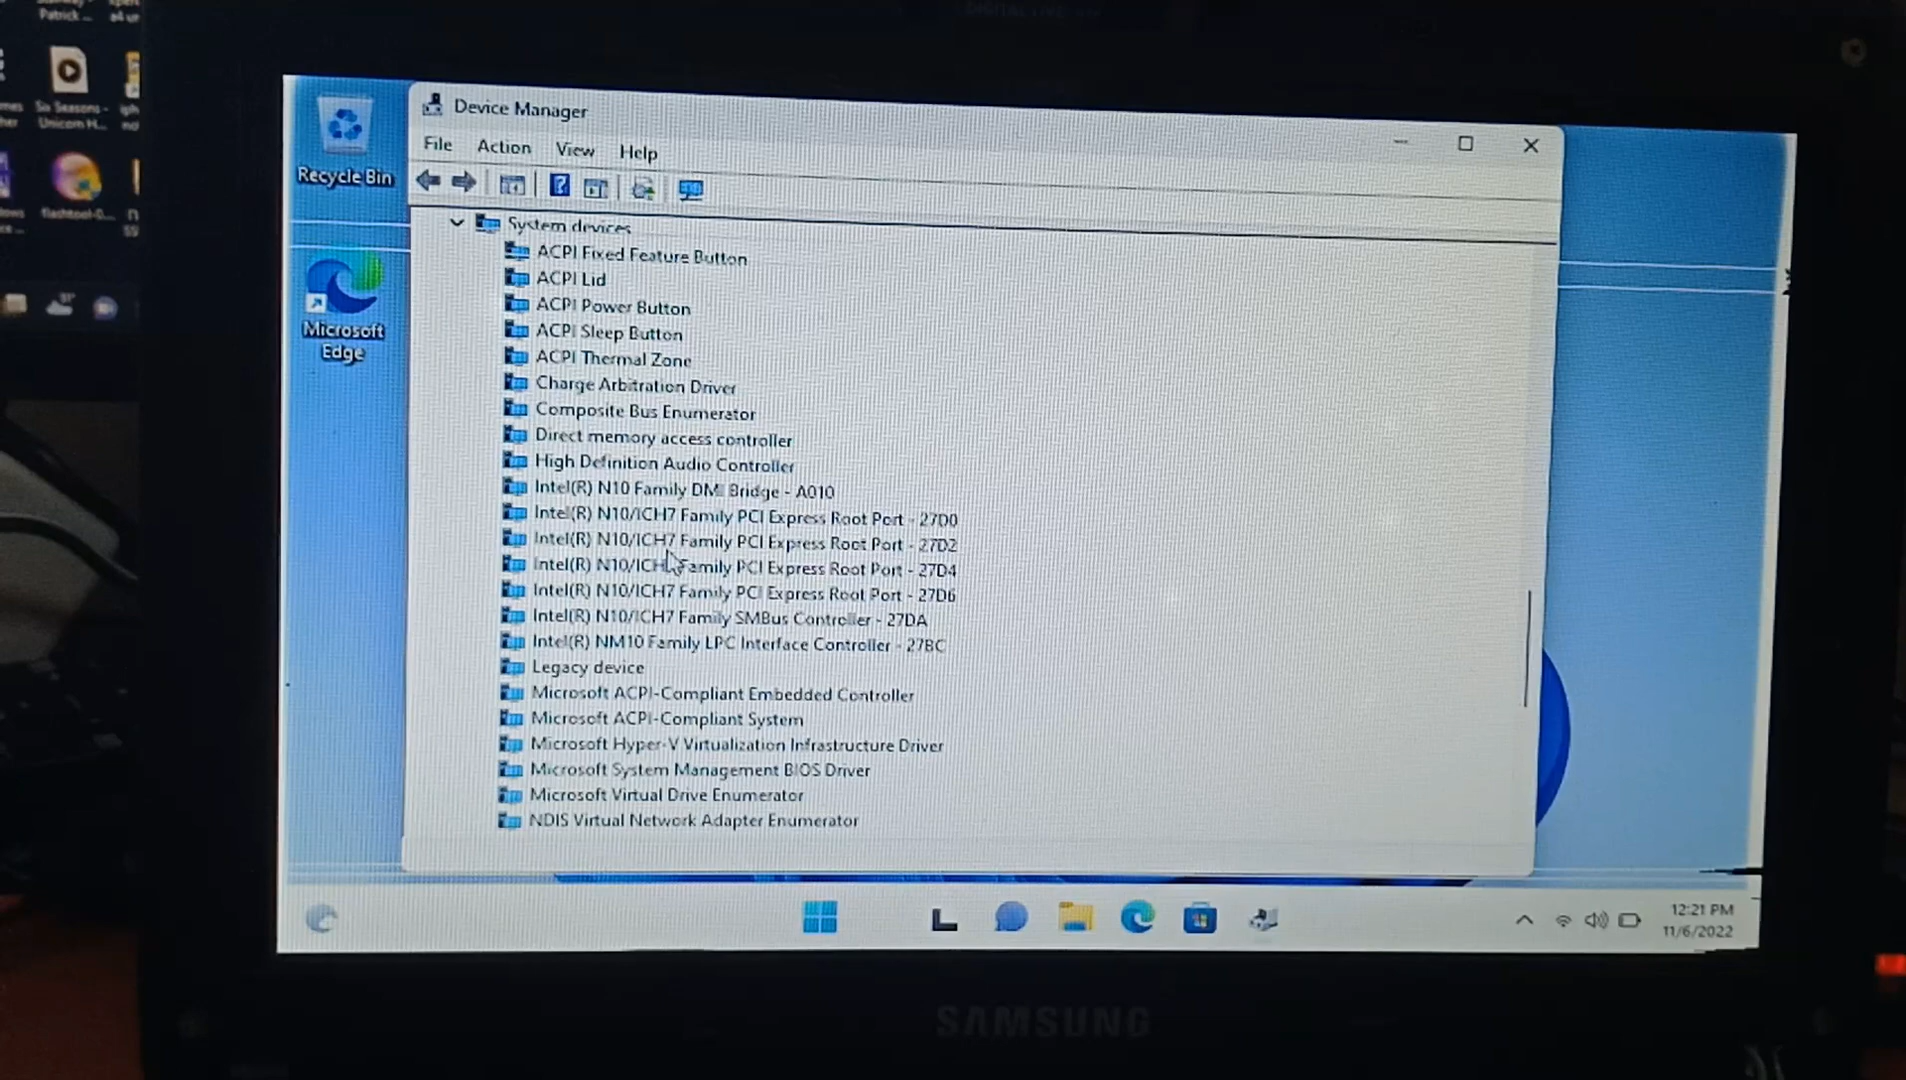 Patrick ...
Six Seasons -
Unicorn H...
flashtool-0...
Recycle Bin
Microsoft
Edge
Device Manager
File Action View Help
System devices
ACPI Fixed Feature Button
ACPI Lid
ACPI Power Button
ACPI Sleep Button
ACPI Thermal Zone
Charge Arbitration Driver
Composite Bus Enumerator
Direct memory access controller
High Definition Audio Controller
Intel(R) N10 Family DMI Bridge - A010
Intel(R) N10/ICH7 Family PCI Express Root Port - 27D0
Intel(R) N10/ICH7 Family PCI Express Root Port - 27D2
Intel(R) N10/ICH7 Family PCI Express Root Port - 27D4
Intel(R) N10/ICH7 Family PCI Express Root Port - 27D6
Intel(R) N10/ICH7 Family SMBus Controller - 27DA
Intel(R) NM10 Family LPC Interface Controller - 27BC
Legacy device
Microsoft ACPI-Compliant Embedded Controller
Microsoft ACPI-Compliant System
Microsoft Hyper-V Virtualization Infrastructure Driver
Microsoft System Management BIOS Driver
Microsoft Virtual Drive Enumerator
NDIS Virtual Network Adapter Enumerator
12:21 PM
11/6/2022
SAMSUNG